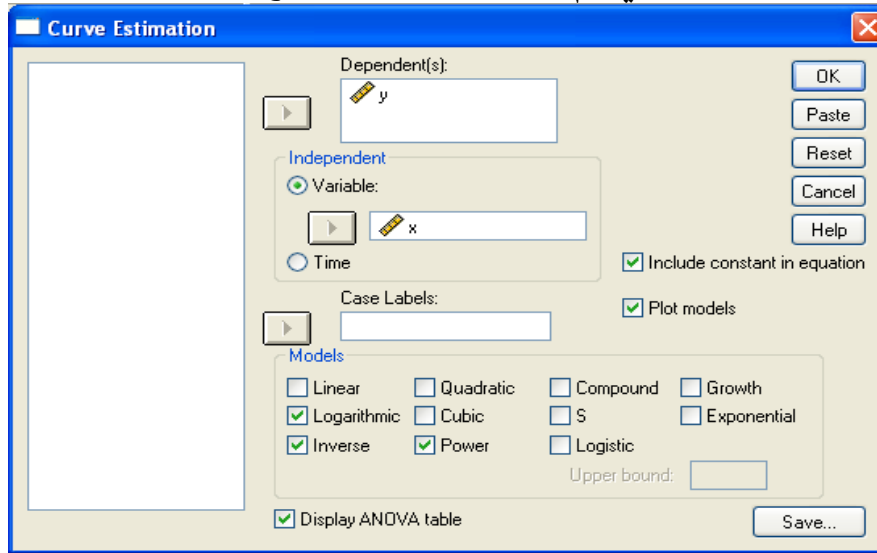 Curve Estimation
Dependent(s):
y
OK
Paste
Reset
Cancel
Help
Independent
Variable:
x
Time
Include constant in equation
Case Labels:
Plot models
Models
Linear Quadratic Compound Growth
Logarithmic Cubic S Exponential
Inverse Power Logistic
Upper bound:
Display ANOVA table
Save...